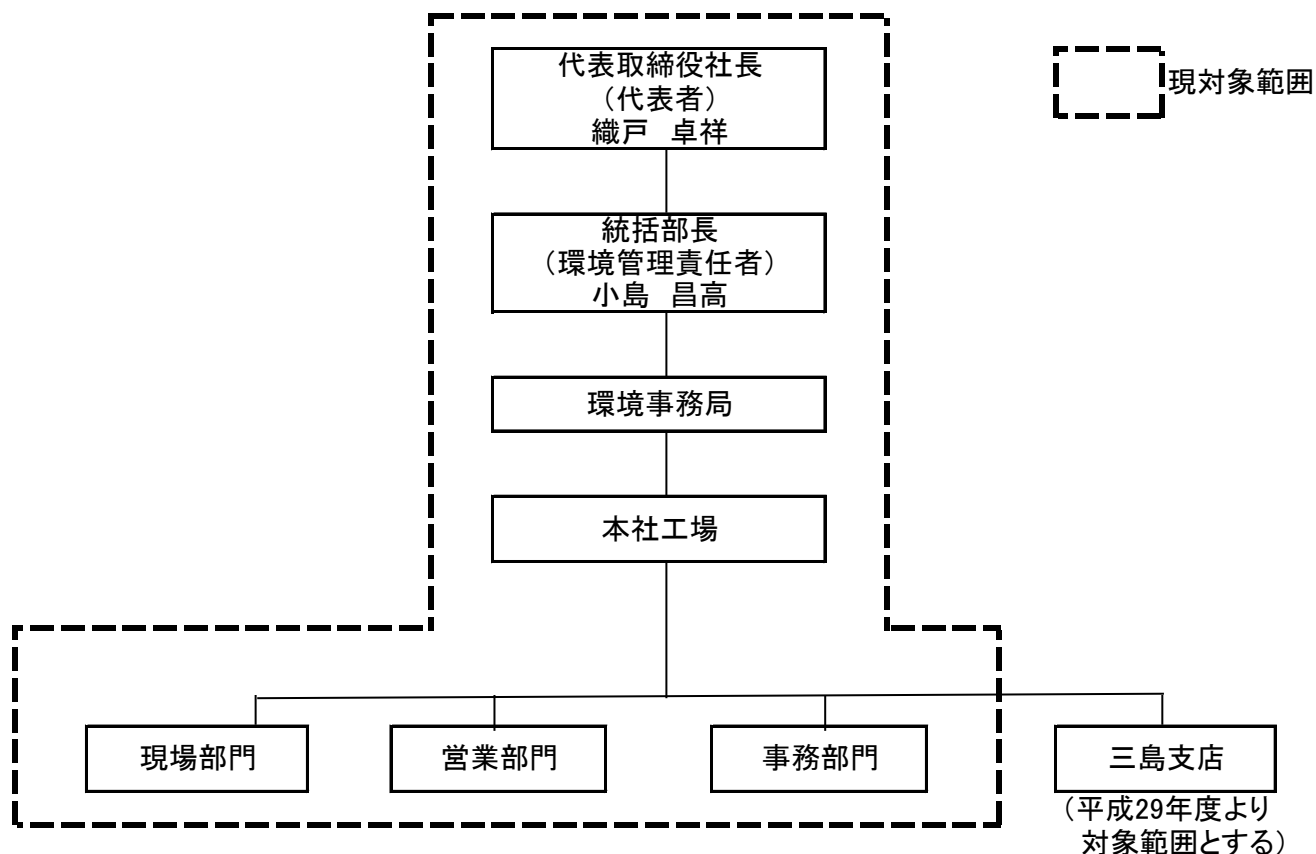 代表取締役社長
（代表者）
織戸　卓祥
現対象範囲
統括部長
（環境管理責任者）
小島　昌高
環境事務局
本社工場
現場部門
営業部門
事務部門
三島支店
（平成29年度より
対象範囲とする）